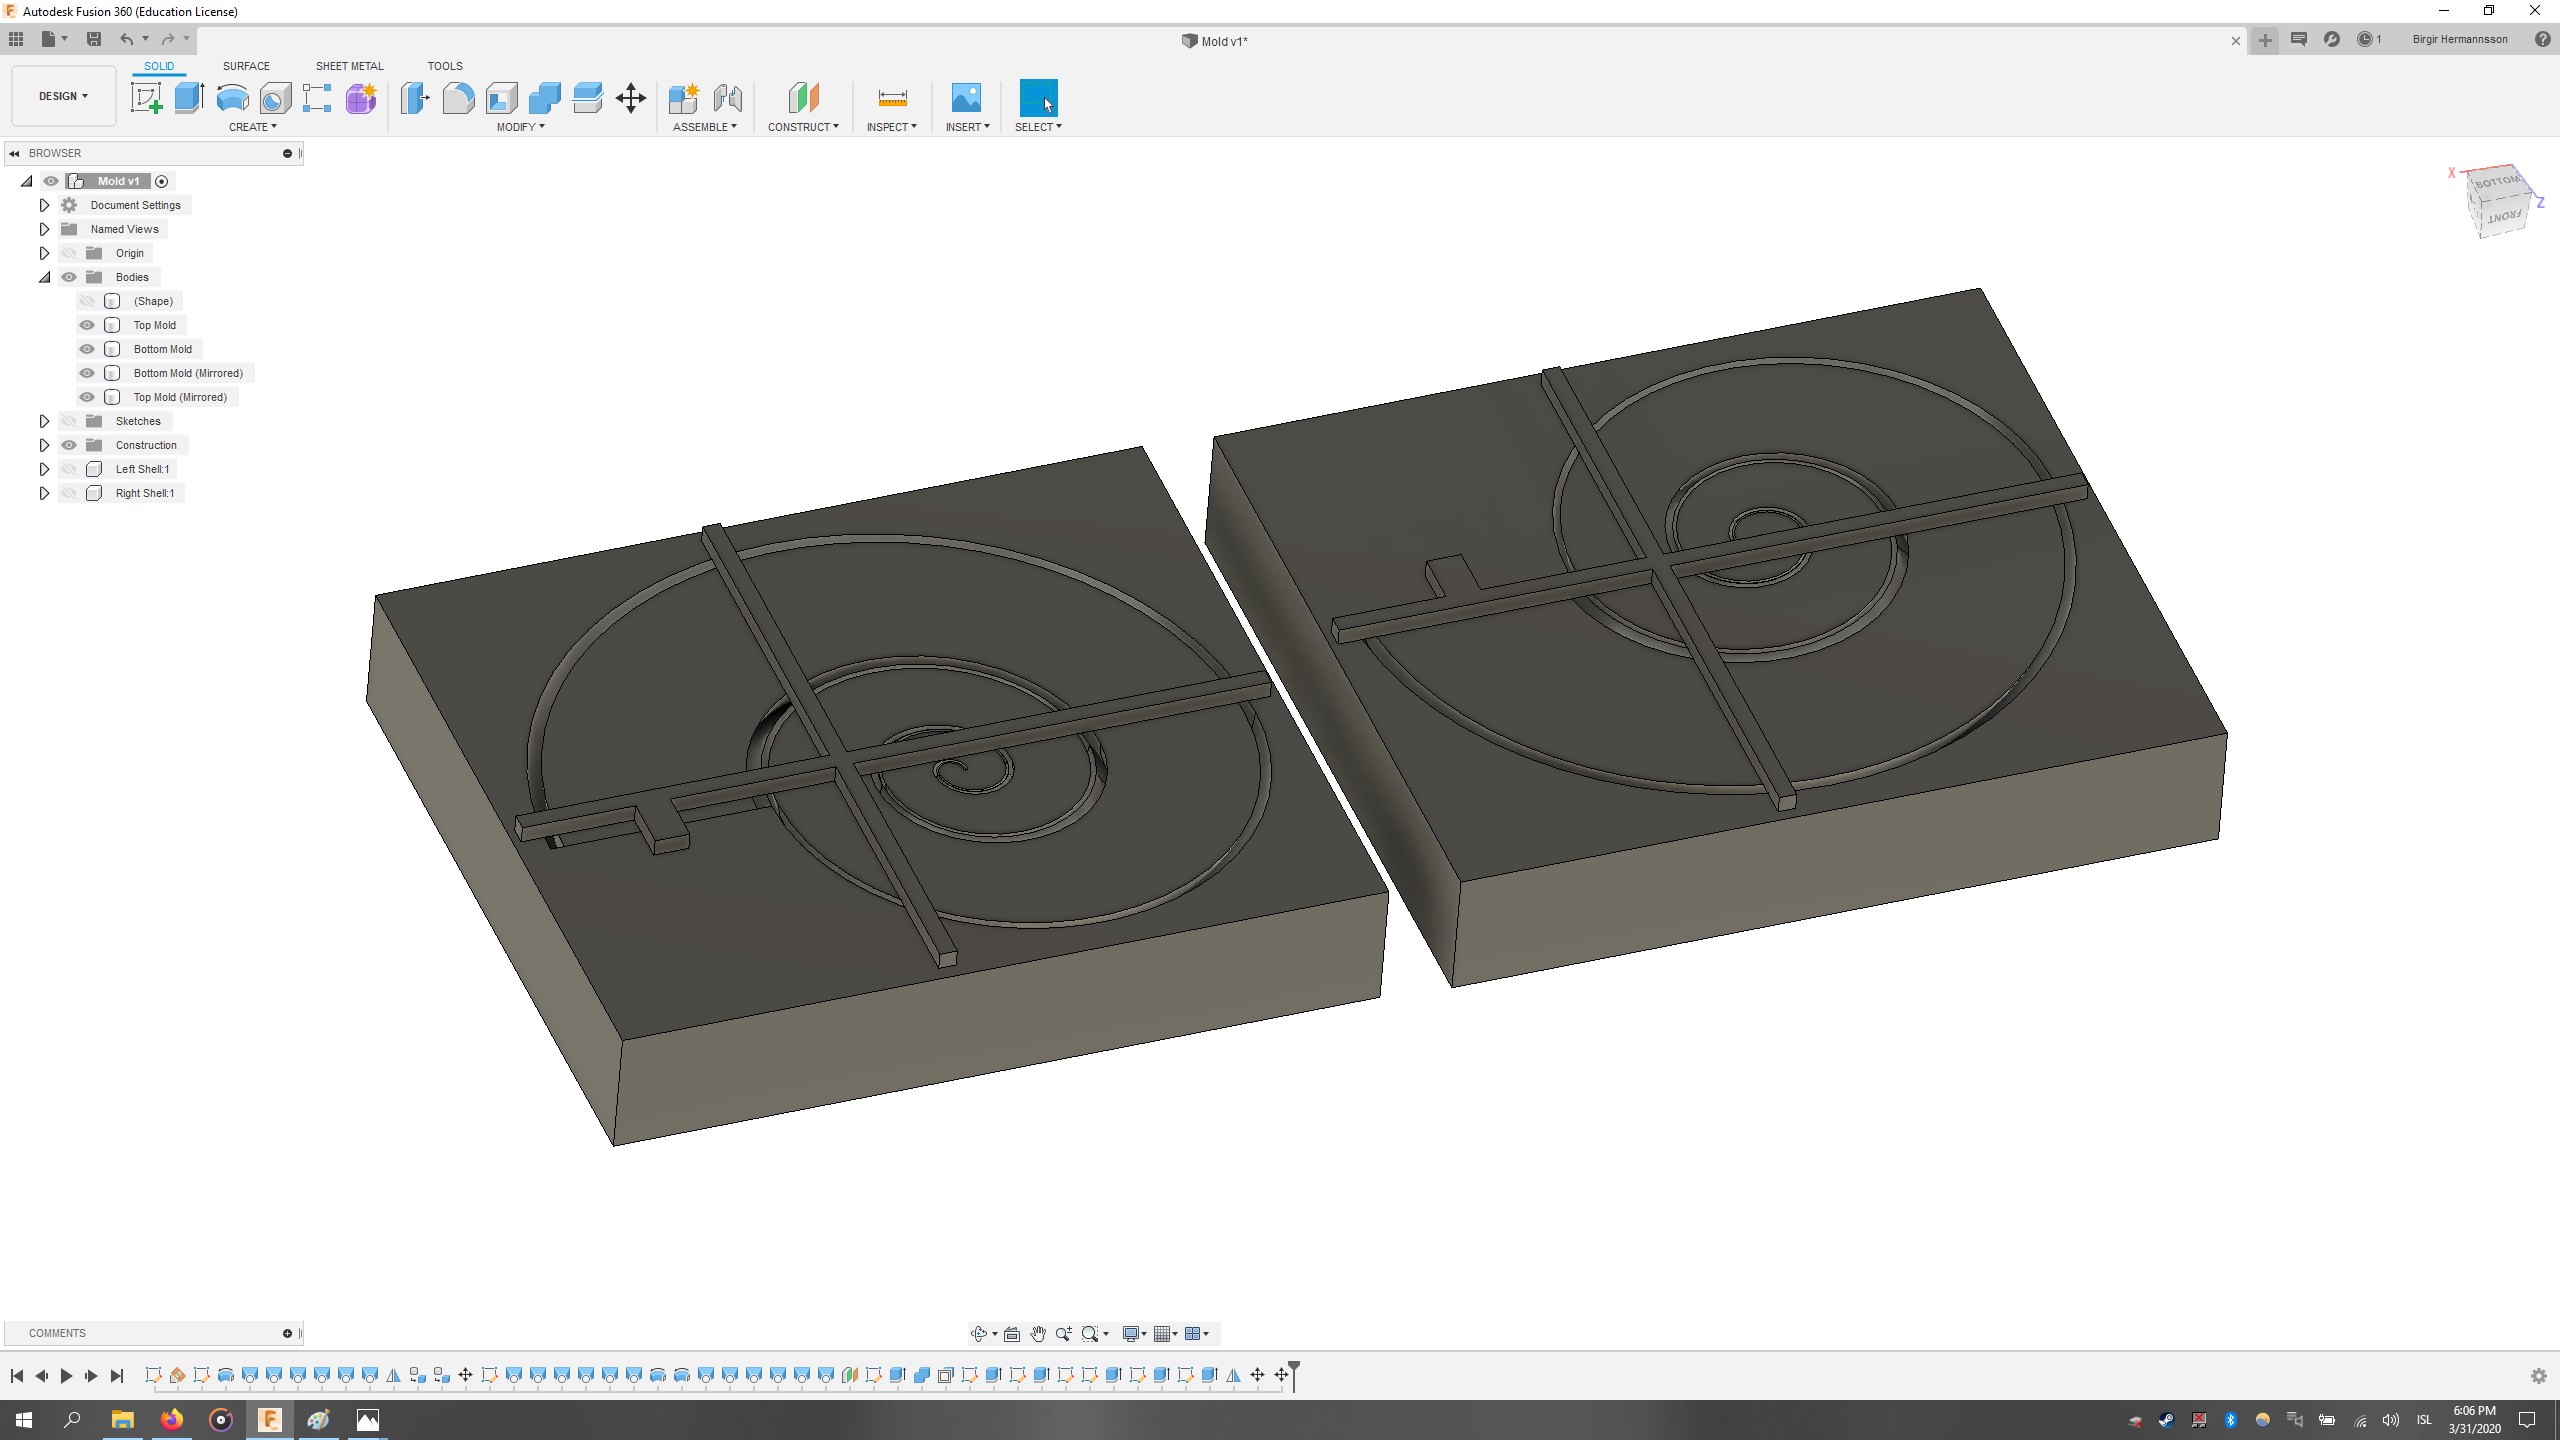 Autodesk Fusion 360 (Education License)
Mold v1*
1
Birgir Hermannsson
DESIGN
SOLID
SURFACE
SHEET METAL
TOOLS
CREATE
MODIFY
ASSEMBLE
CONSTRUCT
INSPECT
INSERT
SELECT
BROWSER
Mold v1
Document Settings
Named Views
Origin
Bodies
(Shape)
Top Mold
Bottom Mold
Bottom Mold (Mirrored)
Top Mold (Mirrored)
Sketches
Construction
Left Shell:1
Right Shell:1
X
BOTTOM
Z
FRONT
COMMENTS
ISL
6:06 PM
3/31/2020